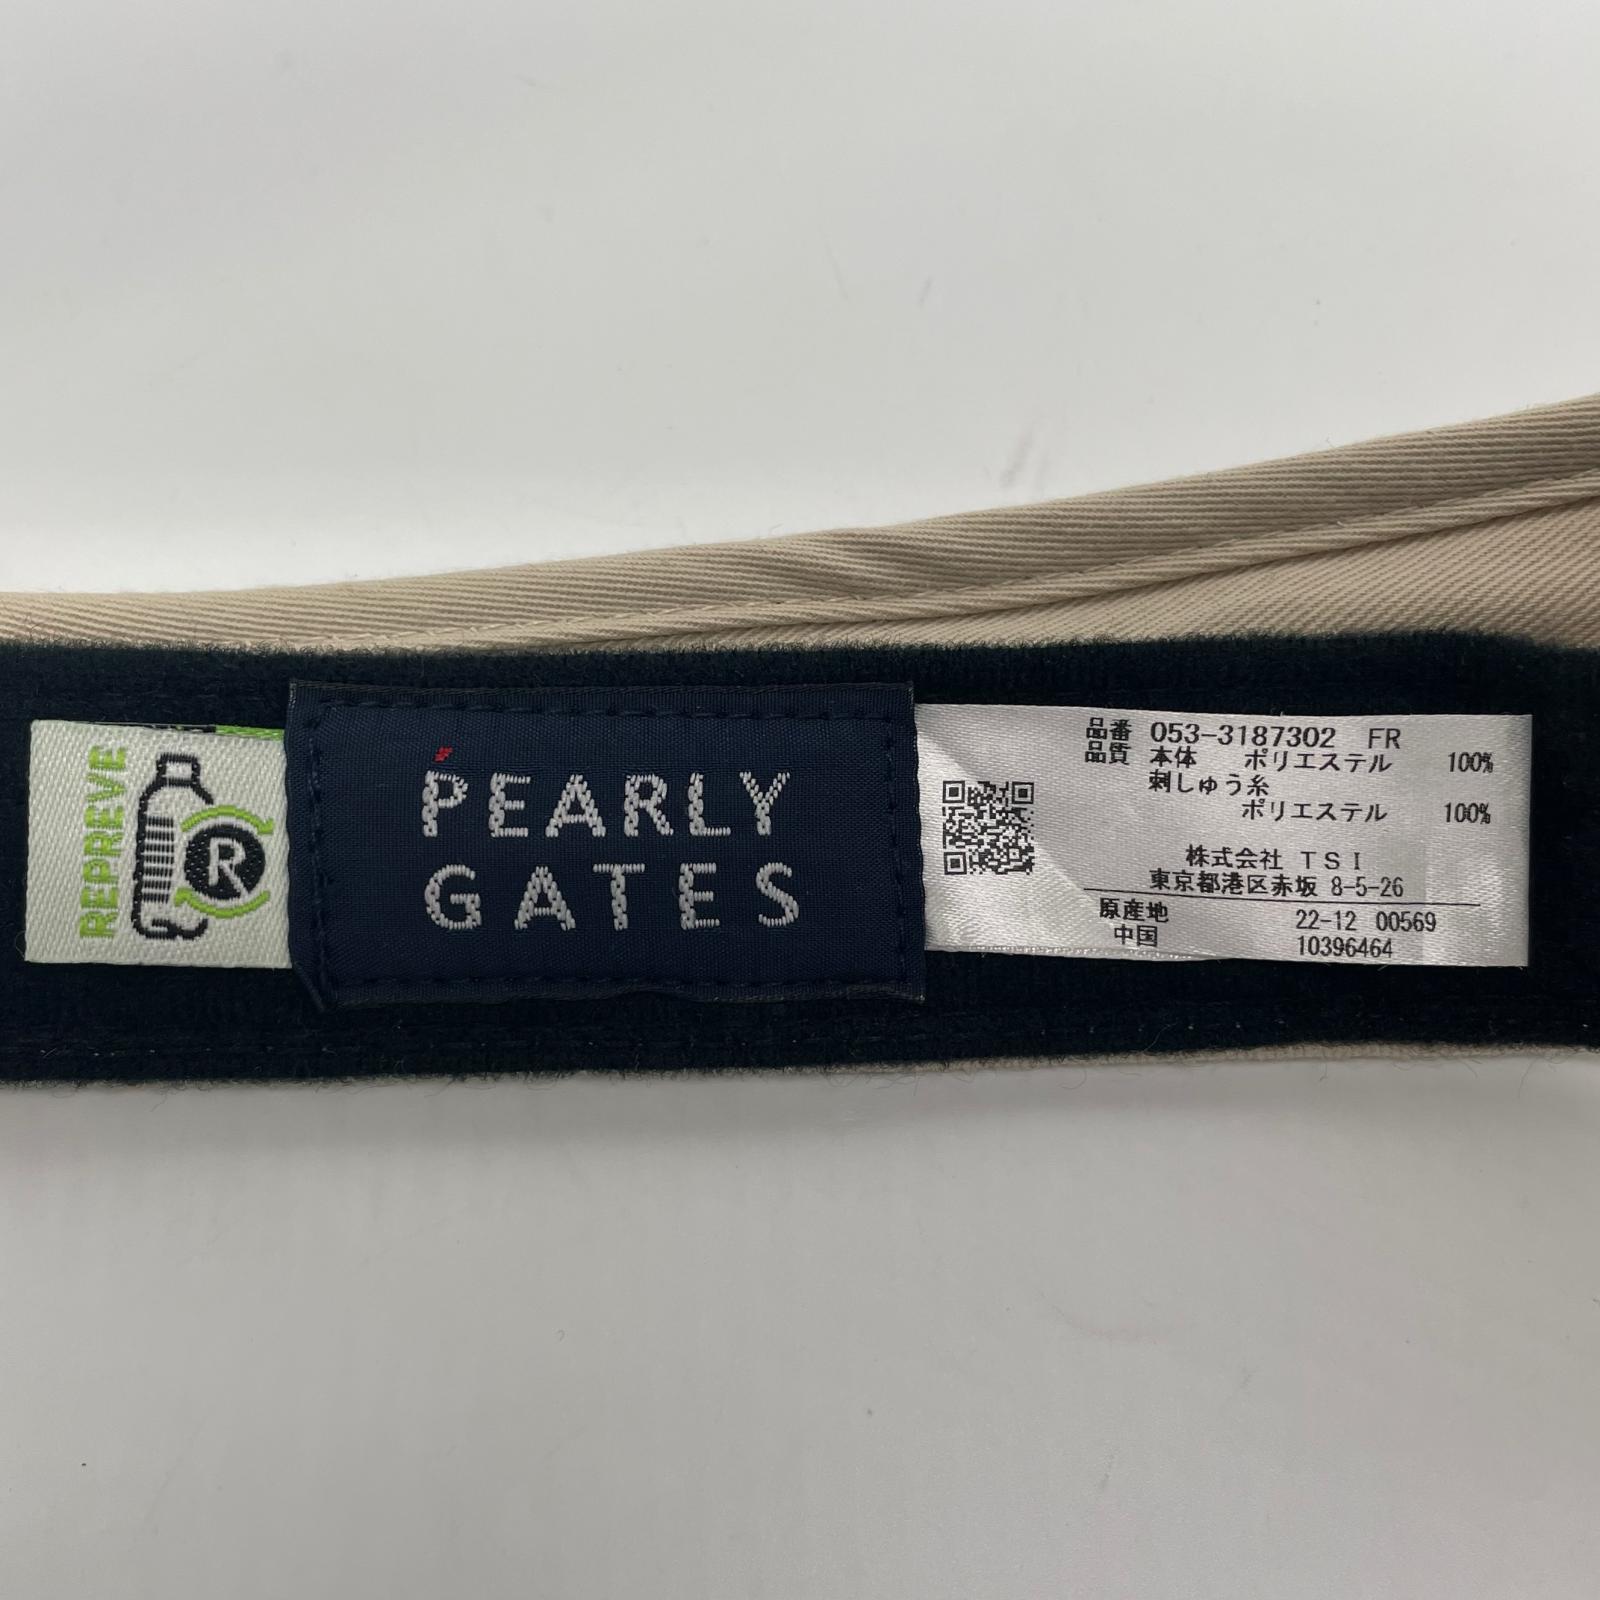 REPREVE
R
PEARLY
GATES
品番 053-3187302 FR
品質 本体 ポリエステル 100%
刺しゅう糸
ポリエステル 100%
株式会社 TSI
東京都港区赤坂 8-5-26
原産地 22-12 00569
中国 10396464